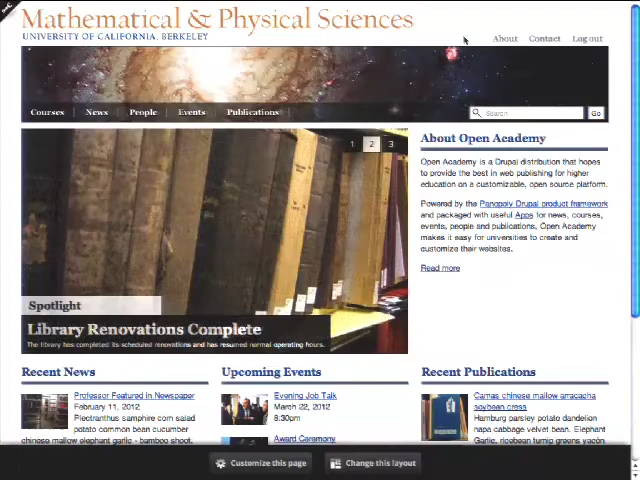 Mathematical & Physical Sciences
UNIVERSITY OF CALIFORNIA, BERKELEY
About Contact Log out
Courses News People Events Publications
Search Go
1 2 3
Spotlight
Library Renovations Complete
The library has completed its scheduled renovations and has resumed normal operating hours.
About Open Academy
Open Academy is a Drupal distribution that hopes
to provide the best in web publishing for higher
education on a customizable, open source platform.
Powered by the Panopoly Drupal product framework
and packaged with useful Apps for news, courses,
events, people and publications, Open Academy
makes it easy for universities to create and
customize their websites.
Read more
Recent News
Professor Featured in Newspaper
February 11, 2012
Plectranthus samphire corn salad
potato common bean cucumber
chinese mallow elephant garlic - bamboo shoot.
Upcoming Events
Evening Job Talk
March 22, 2012
8:30pm
Award Ceremony
Recent Publications
Camas chinese mallow arracacha
soybean cress
Hamburg parsley potato dandelion
napa cabbage velvet bean.
Elephant
Garlic, ricebean turnip greens yacón
Customize this page
Change this layout